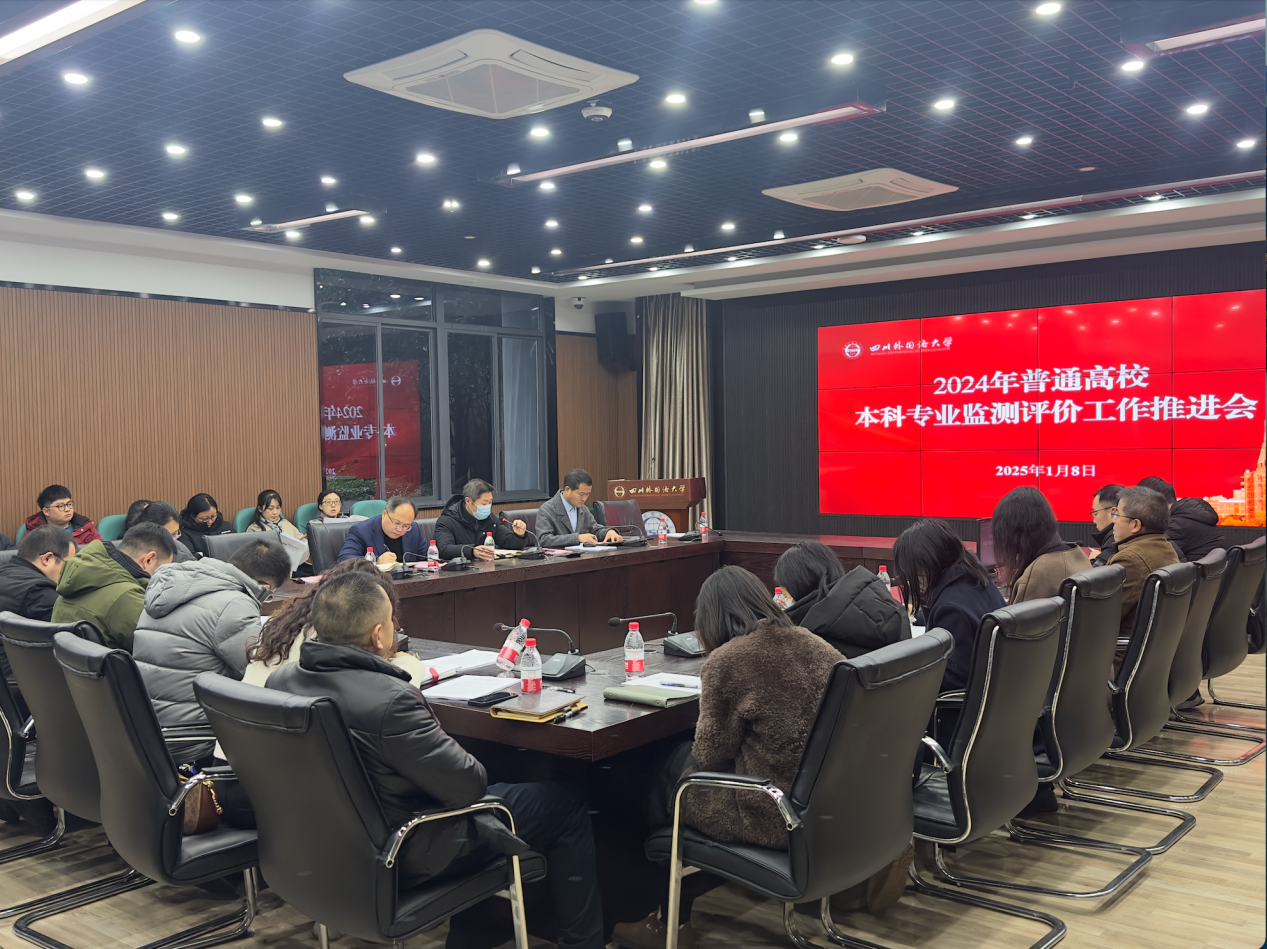 四川外国语大学
2024年普通高校
本科专业监测评价工作推进会
2025年1月8日
四川外国语大学
2024年
本科专业监测